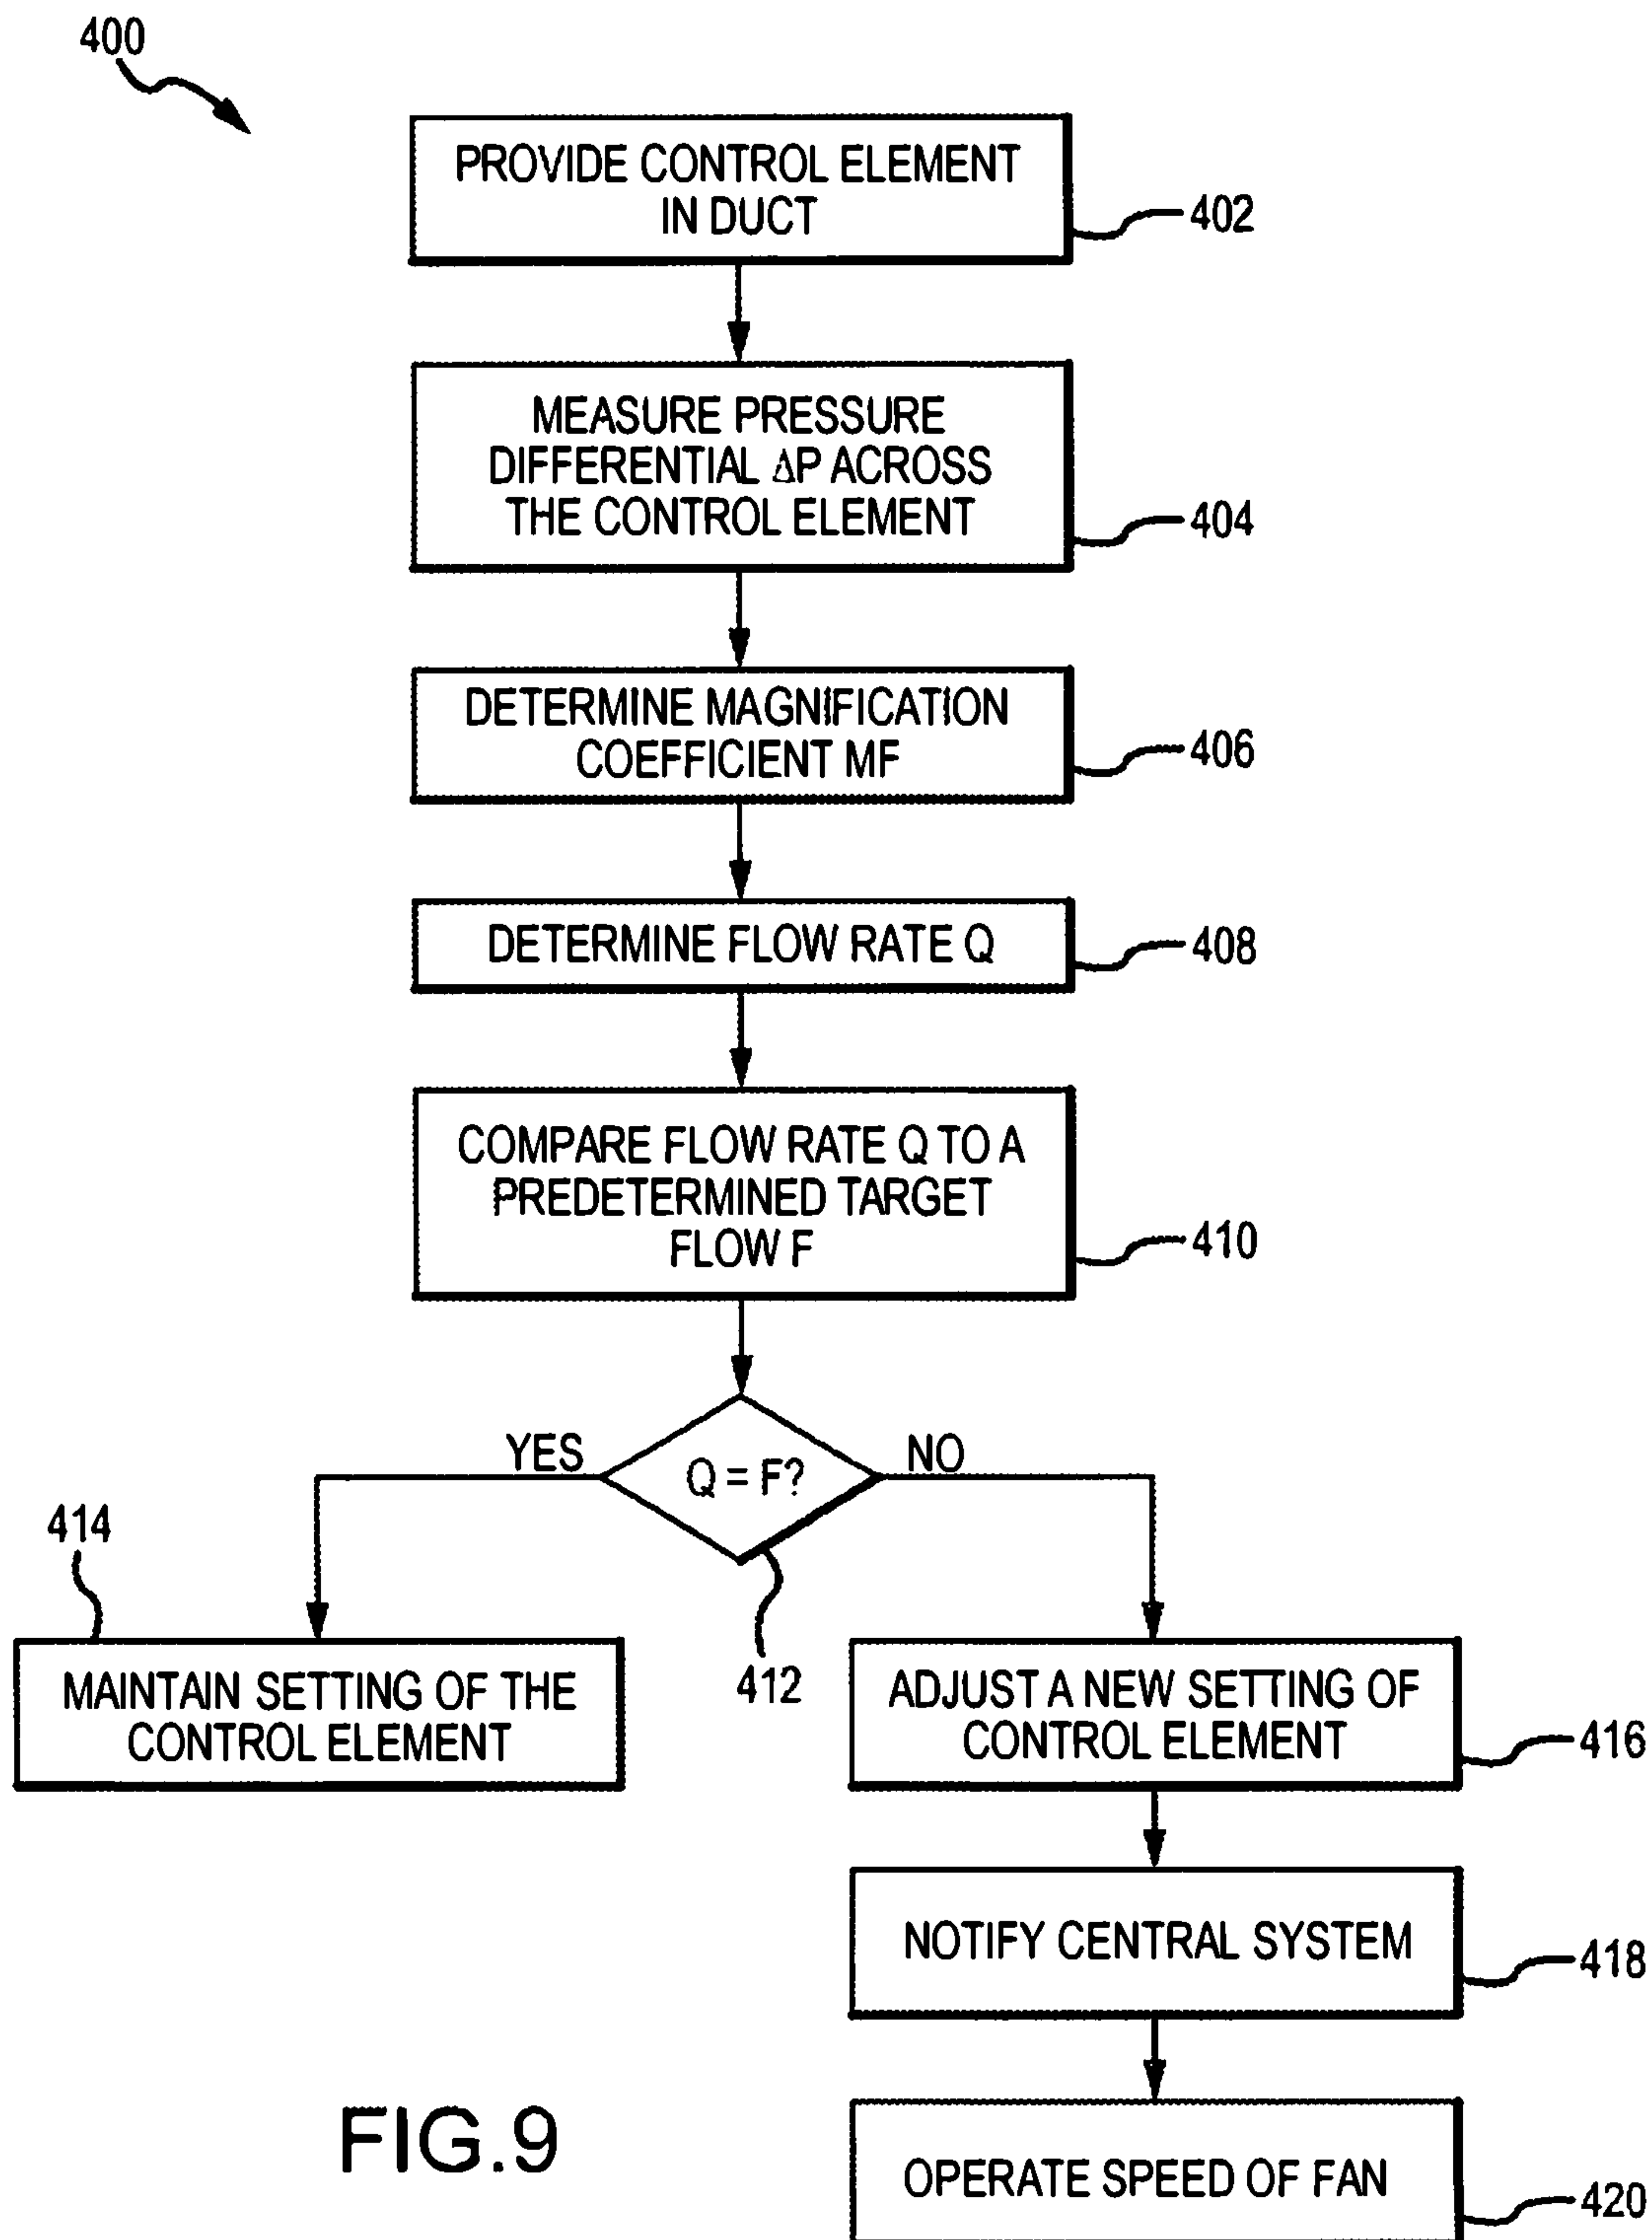 400
PROVIDE CONTROL ELEMENT
IN DUCT
402
MEASURE PRESSURE
DIFFERENTIAL ΔP ACROSS
THE CONTROL ELEMENT
404
DETERMINE MAGNIFICATION
COEFFICIENT MF
406
DETERMINE FLOW RATE Q
408
COMPARE FLOW RATE Q TO A
PREDETERMINED TARGET
FLOW F
410
YES
Q = F?
NO
412
414
MAINTAIN SETTING OF THE
CONTROL ELEMENT
ADJUST A NEW SETTING OF
CONTROL ELEMENT
416
NOTIFY CENTRAL SYSTEM
418
OPERATE SPEED OF FAN
420
FIG.9